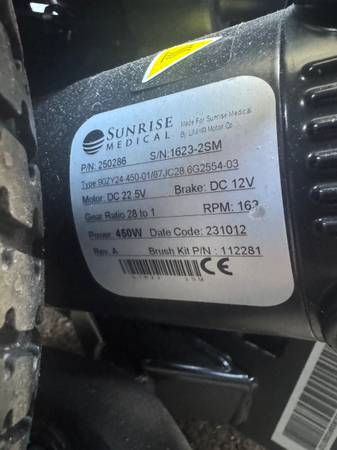 SUNRISE
MEDICAL
Made For Sunrise Medical
By LINIX Motor Co.
P/N: 250286 S/N:1623-2SM
Type:90ZY24-450-01/87JC28.6G2554-03
Motor: DC 22.5V Brake: DC 12V
Gear Ratio 28 to 1 RPM: 163
Power: 450W Date Code: 231012
Rev. A Brush Kit P/N : 112281
CE